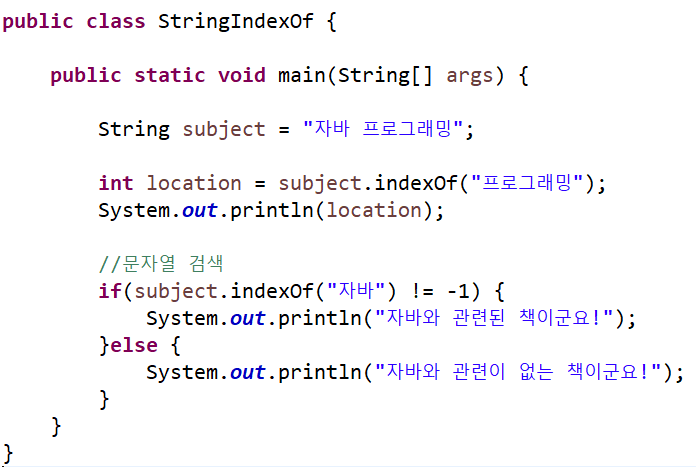 public class StringIndexOf {
public static void main(String[] args) {
String subject = "자바 프로그래밍";
int location = subject.indexOf("프로그래밍");
System.out.println(location);
//문자열 검색
if(subject.indexOf("자바") != -1) {
System.out.println("자바와 관련된 책이군요!");
}else {
System.out.println("자바와 관련이 없는 책이군요!");
}
}
}